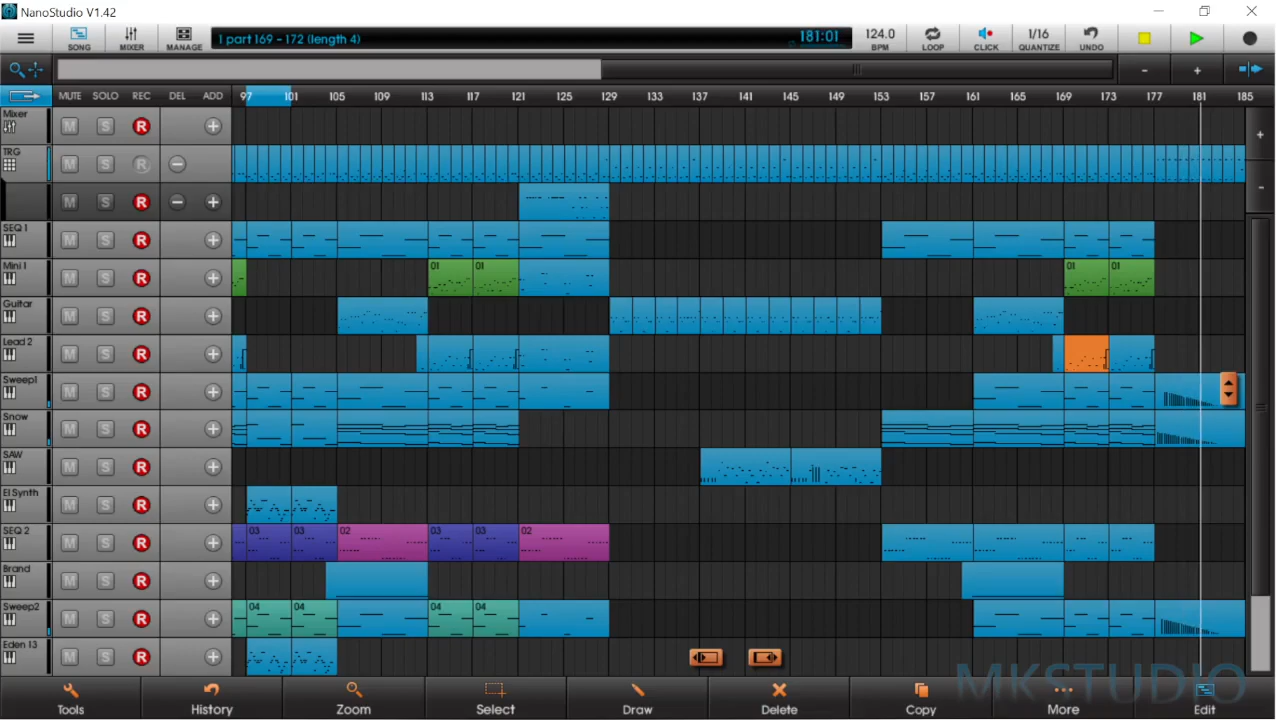 NanoStudio V1.42
SONG MIXER MANAGE 1 part 169 - 172 (length 4) 181:01 124.0 BPM LOOP CLICK 1/16 QUANTIZE UNDO
- +
MUTE SOLO REC DEL ADD 97 101 105 109 113 117 121 125 129 133 137 141 145 149 153 157 161 165 169 173 177 181 185
Mixer M S R +
TRG M S R -
M S R - +
SEQ 1 M S R +
Mini 1 M S R + 01 01 01 01
Guitar M S R +
Lead 2 M S R +
Sweep1 M S R +
Snow M S R +
SAW M S R +
El Synth M S R +
SEQ 2 M S R + 03 03 02 03 03 02
Brand M S R +
Sweep2 M S R + 04 04 04 04
Eden 13 M S R +
MKSTUDIO
Tools History Zoom Select Draw Delete Copy More Edit